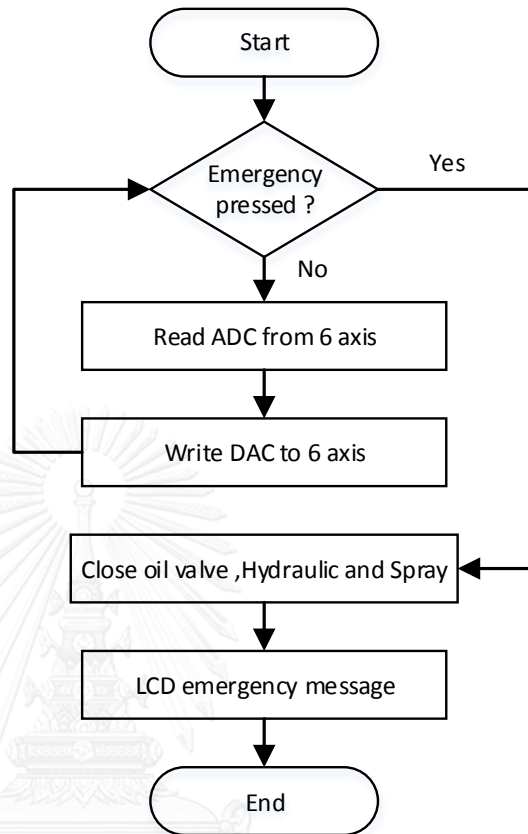 Start
Emergency
pressed ?
Yes
No
Read ADC from 6 axis
Write DAC to 6 axis
Close oil valve ,Hydraulic and Spray
LCD emergency message
End